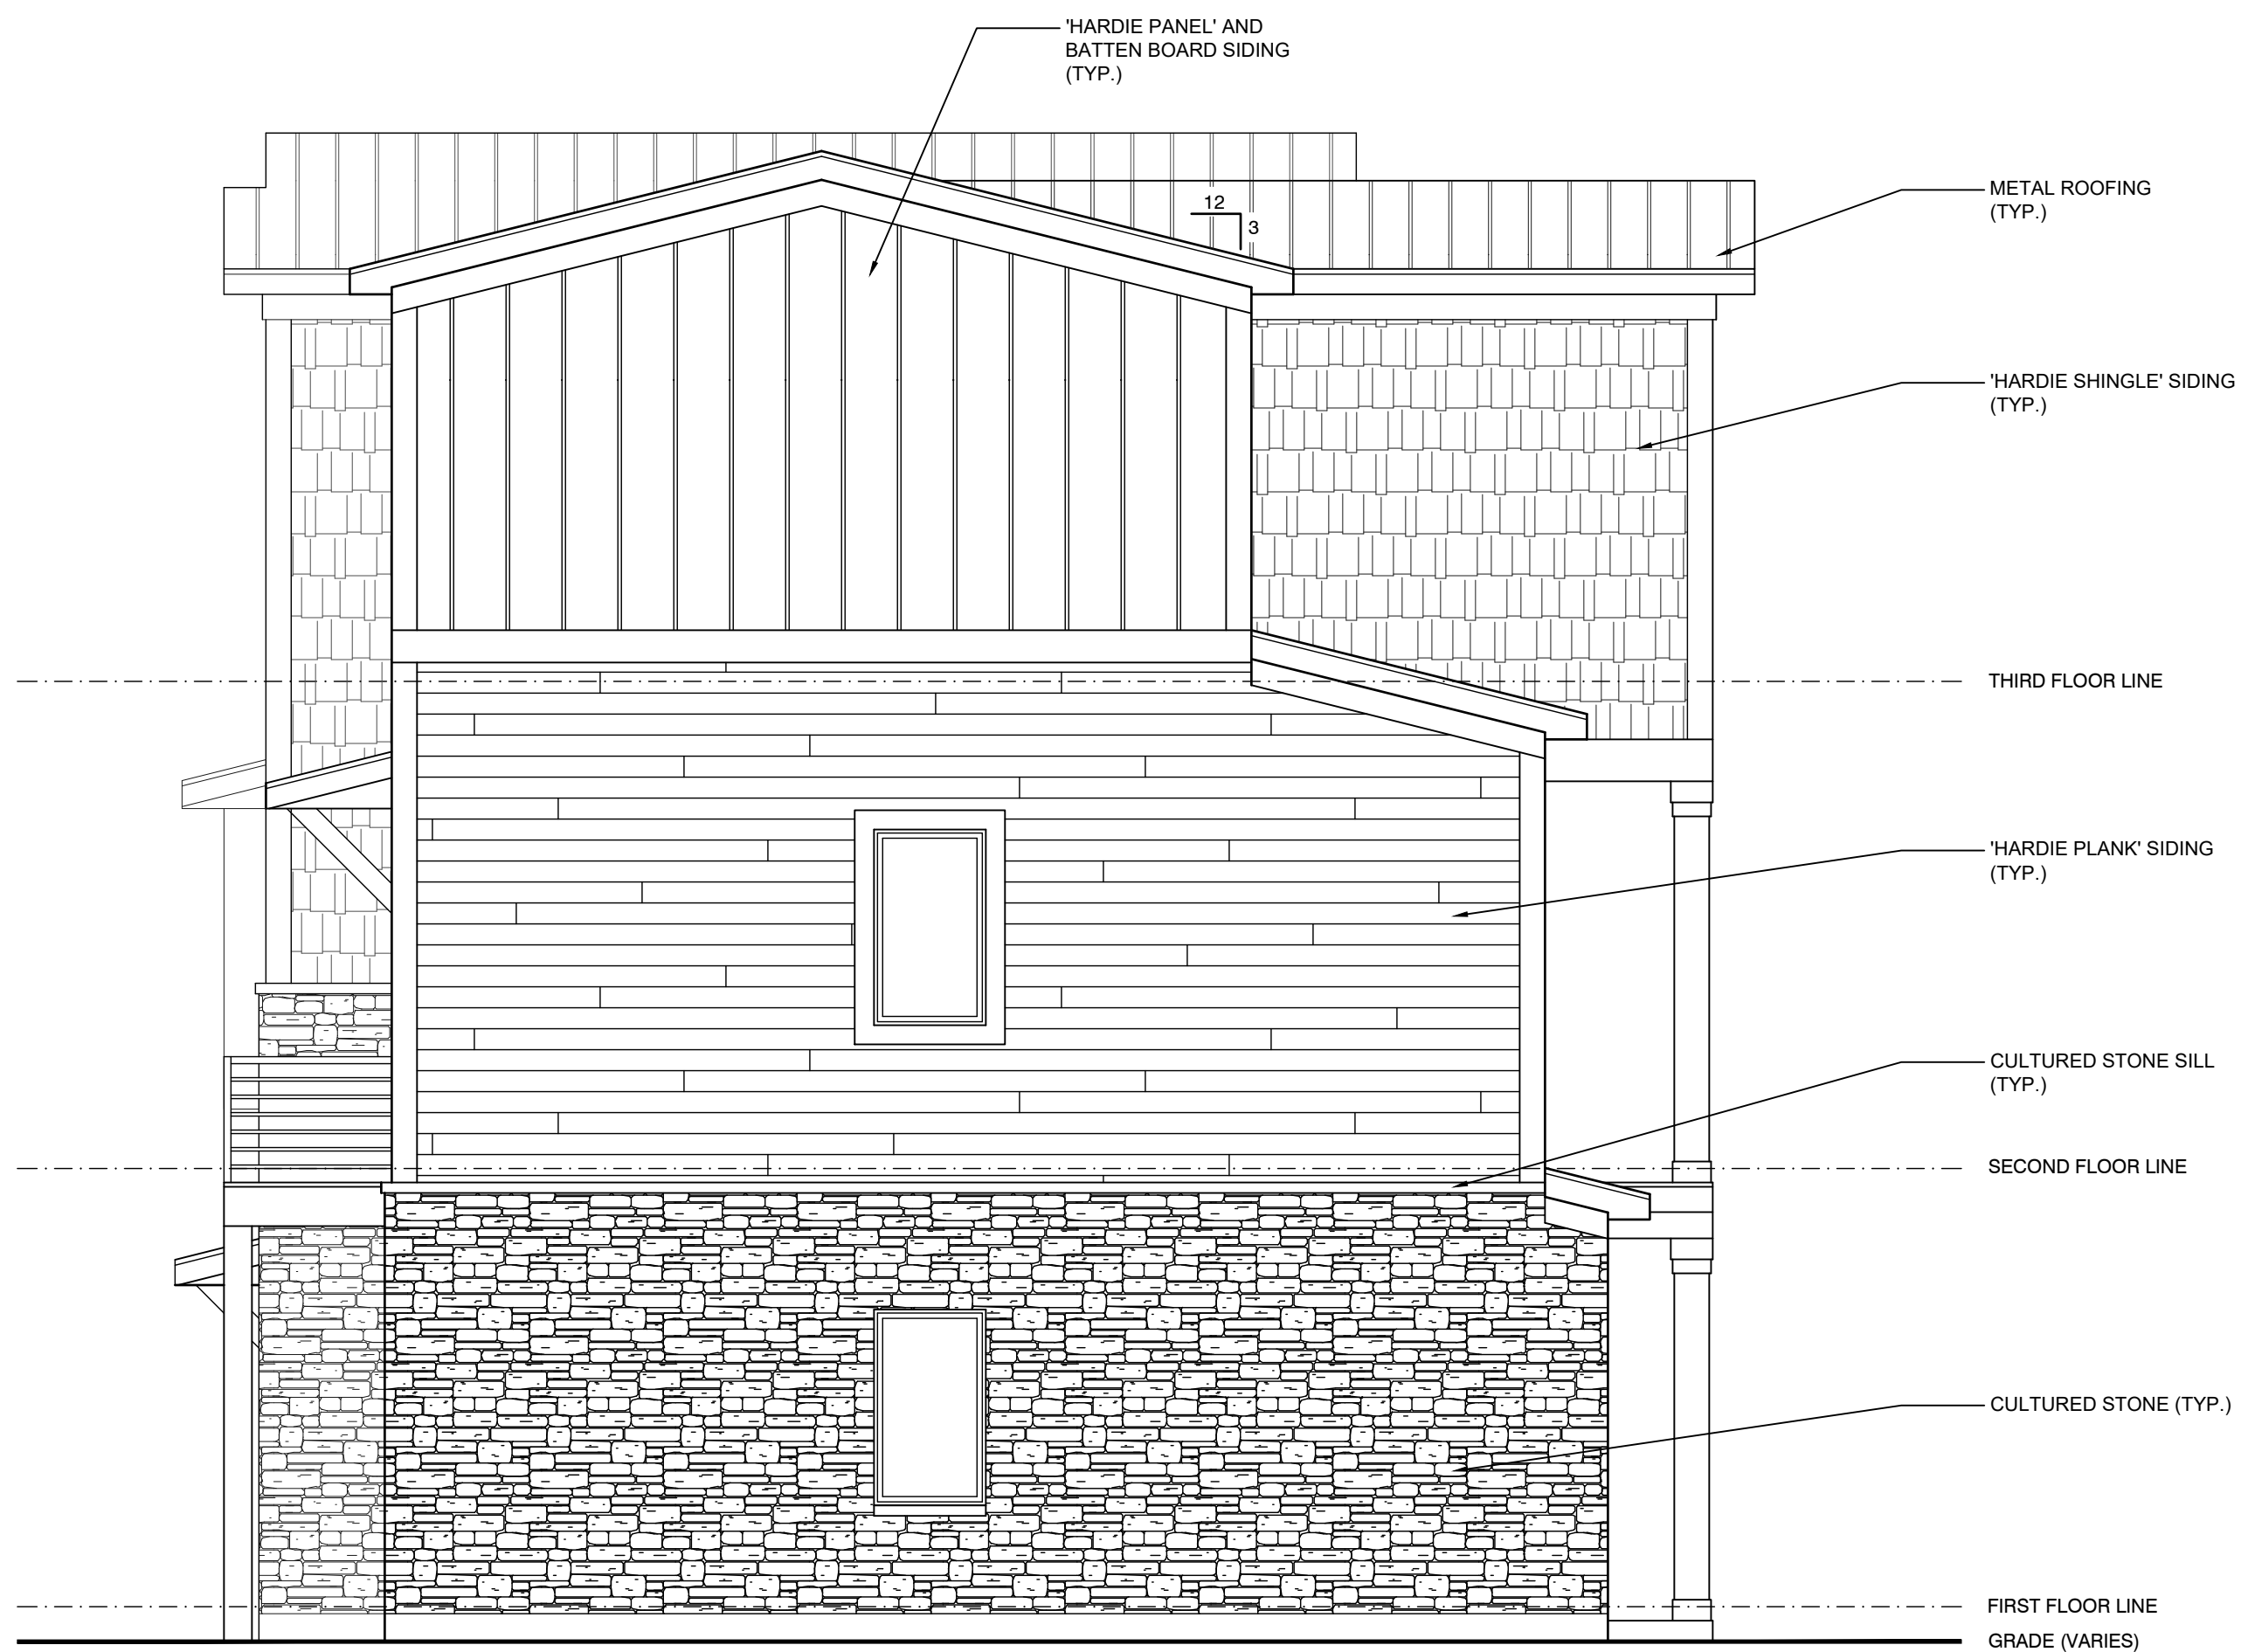 'HARDIE PANEL' AND
BATTEN BOARD SIDING
(TYP.)
12
3
METAL ROOFING
(TYP.)
'HARDIE SHINGLE' SIDING
(TYP.)
THIRD FLOOR LINE
'HARDIE PLANK' SIDING
(TYP.)
CULTURED STONE SILL
(TYP.)
SECOND FLOOR LINE
CULTURED STONE (TYP.)
FIRST FLOOR LINE
GRADE (VARIES)